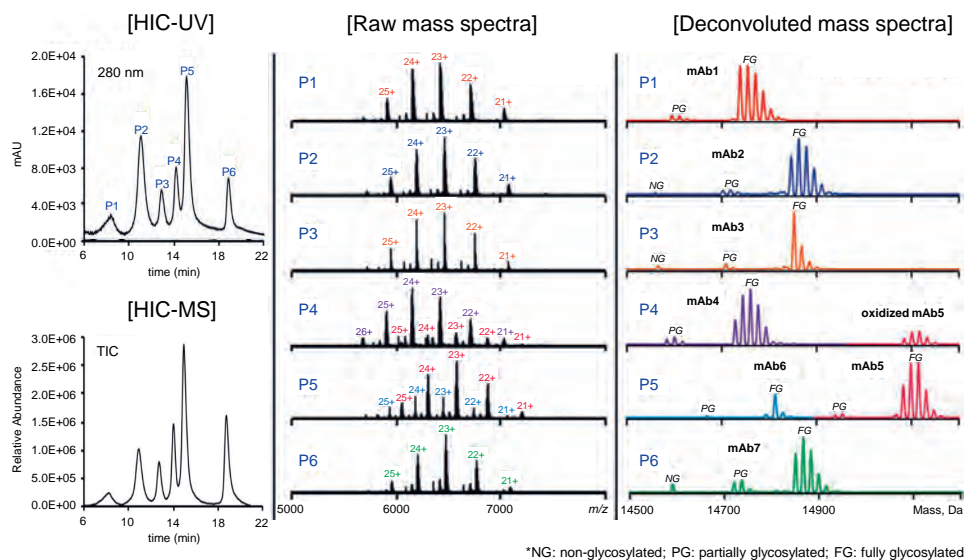 [HIC-UV]
280 nm
2.0E+04
1.6E+04
1.2E+04
8.0E+03
4.0E+03
0.0E+00
mAU
P1
P2
P3
P4
P5
P6
6 10 14 18 22
time (min)
[HIC-MS]
TIC
3.0E+06
2.5E+06
2.0E+06
1.5E+06
1.0E+06
5.0E+05
0.0E+00
Relative Abundance
6 10 14 18 22
time (min)
[Raw mass spectra]
P1
25+ 24+ 23+ 22+ 21+
P2
25+ 24+ 23+ 22+ 21+
P3
25+ 24+ 23+ 22+ 21+
P4
26+ 25+ 25+ 24+ 24+ 23+ 23+ 22+ 22+ 21+ 21+
P5
25+ 25+ 24+ 24+ 23+ 23+ 22+ 22+ 21+ 21+
P6
25+ 24+ 23+ 22+ 21+
5000 6000 7000 m/z
[Deconvoluted mass spectra]
P1 mAb1
PG FG
P2 mAb2
NG PG FG
P3 mAb3
NG PG FG
P4 mAb4 oxidized mAb5
PG FG
P5 mAb6 mAb5
PG FG PG FG
P6 mAb7
NG PG FG
14500 14700 14900 Mass, Da
*NG: non-glycosylated; PG: partially glycosylated; FG: fully glycosylated